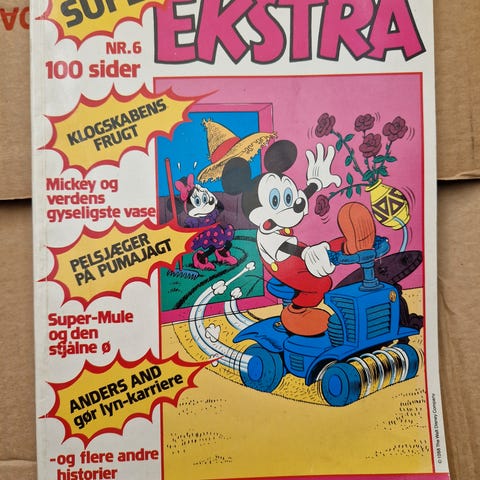 SUPER
EKSTRA
NR.6
100 sider
KLOGSKABENS
FRUGT
Mickey og
verdens
gyseligste vase
PELSJÆGER
PÅ PUMAJAGT
Super-Mule
og den
stjålne ø
ANDERS AND
gør lyn-karriere
-og flere andre
historier